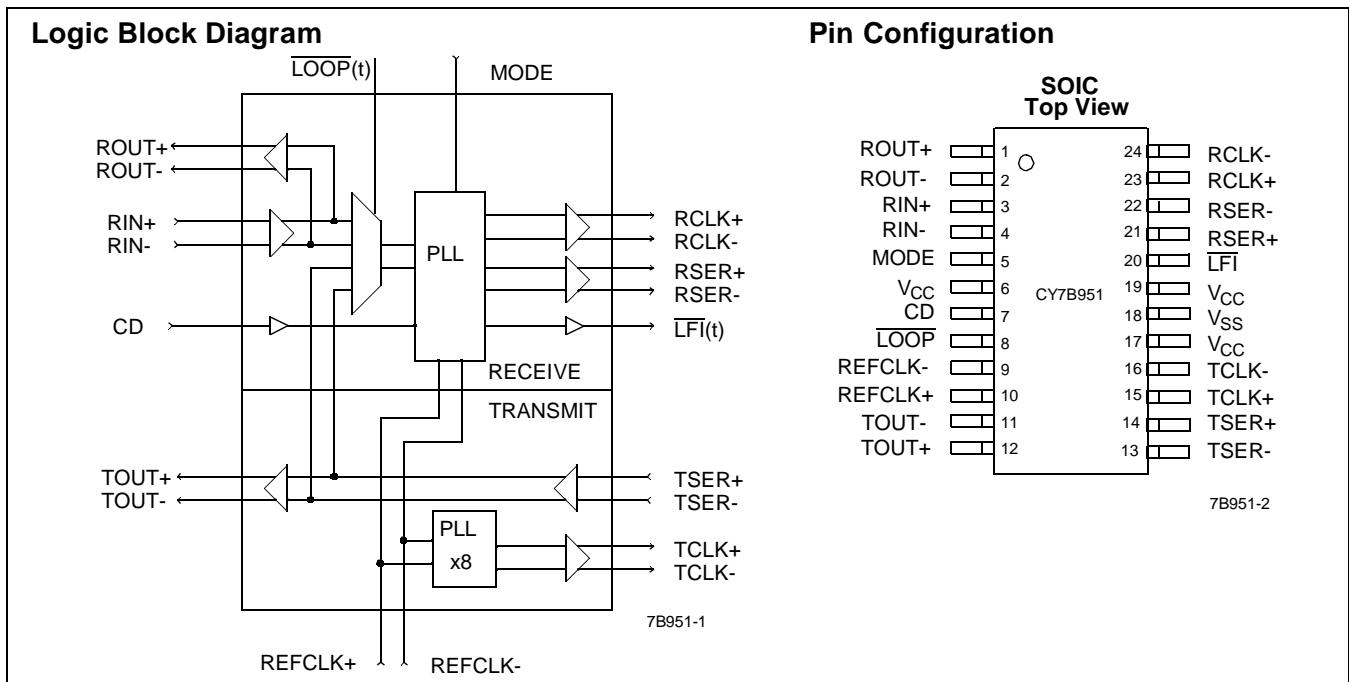 Logic Block Diagram
LOOP(t)
MODE
ROUT+
ROUT-
RIN+
RIN-
CD
PLL
RCLK+
RCLK-
RSER+
RSER-
LFI(t)
RECEIVE
TRANSMIT
TOUT+
TOUT-
TSER+
TSER-
PLL
x8
TCLK+
TCLK-
7B951-1
REFCLK+
REFCLK-
Pin Configuration
SOIC
Top View
ROUT+ 1
ROUT- 2
RIN+ 3
RIN- 4
MODE 5
VCC 6
CD 7
LOOP 8
REFCLK- 9
REFCLK+ 10
TOUT- 11
TOUT+ 12
CY7B951
24 RCLK-
23 RCLK+
22 RSER-
21 RSER+
20 LFI
19 VCC
18 VSS
17 VCC
16 TCLK-
15 TCLK+
14 TSER+
13 TSER-
7B951-2